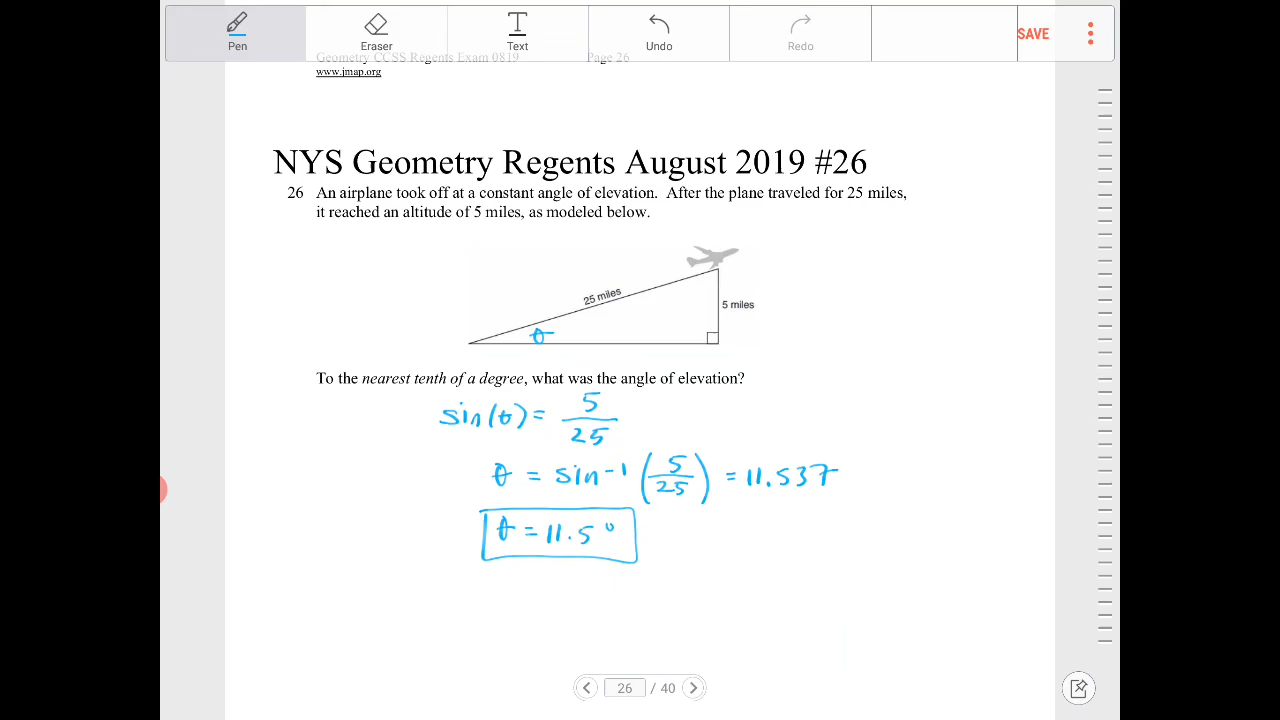 Pen
Eraser
Text
Undo
Redo
SAVE
Geometry CCSS Regents Exam 0819 Page 26
www.jmap.org
NYS Geometry Regents August 2019 #26
26 An airplane took off at a constant angle of elevation. After the plane traveled for 25 miles,
it reached an altitude of 5 miles, as modeled below.
25 miles
5 miles
θ
To the nearest tenth of a degree, what was the angle of elevation?
sin(θ) = 5/25
θ = sin⁻¹(5/25) = 11.537
θ = 11.5°
26 / 40